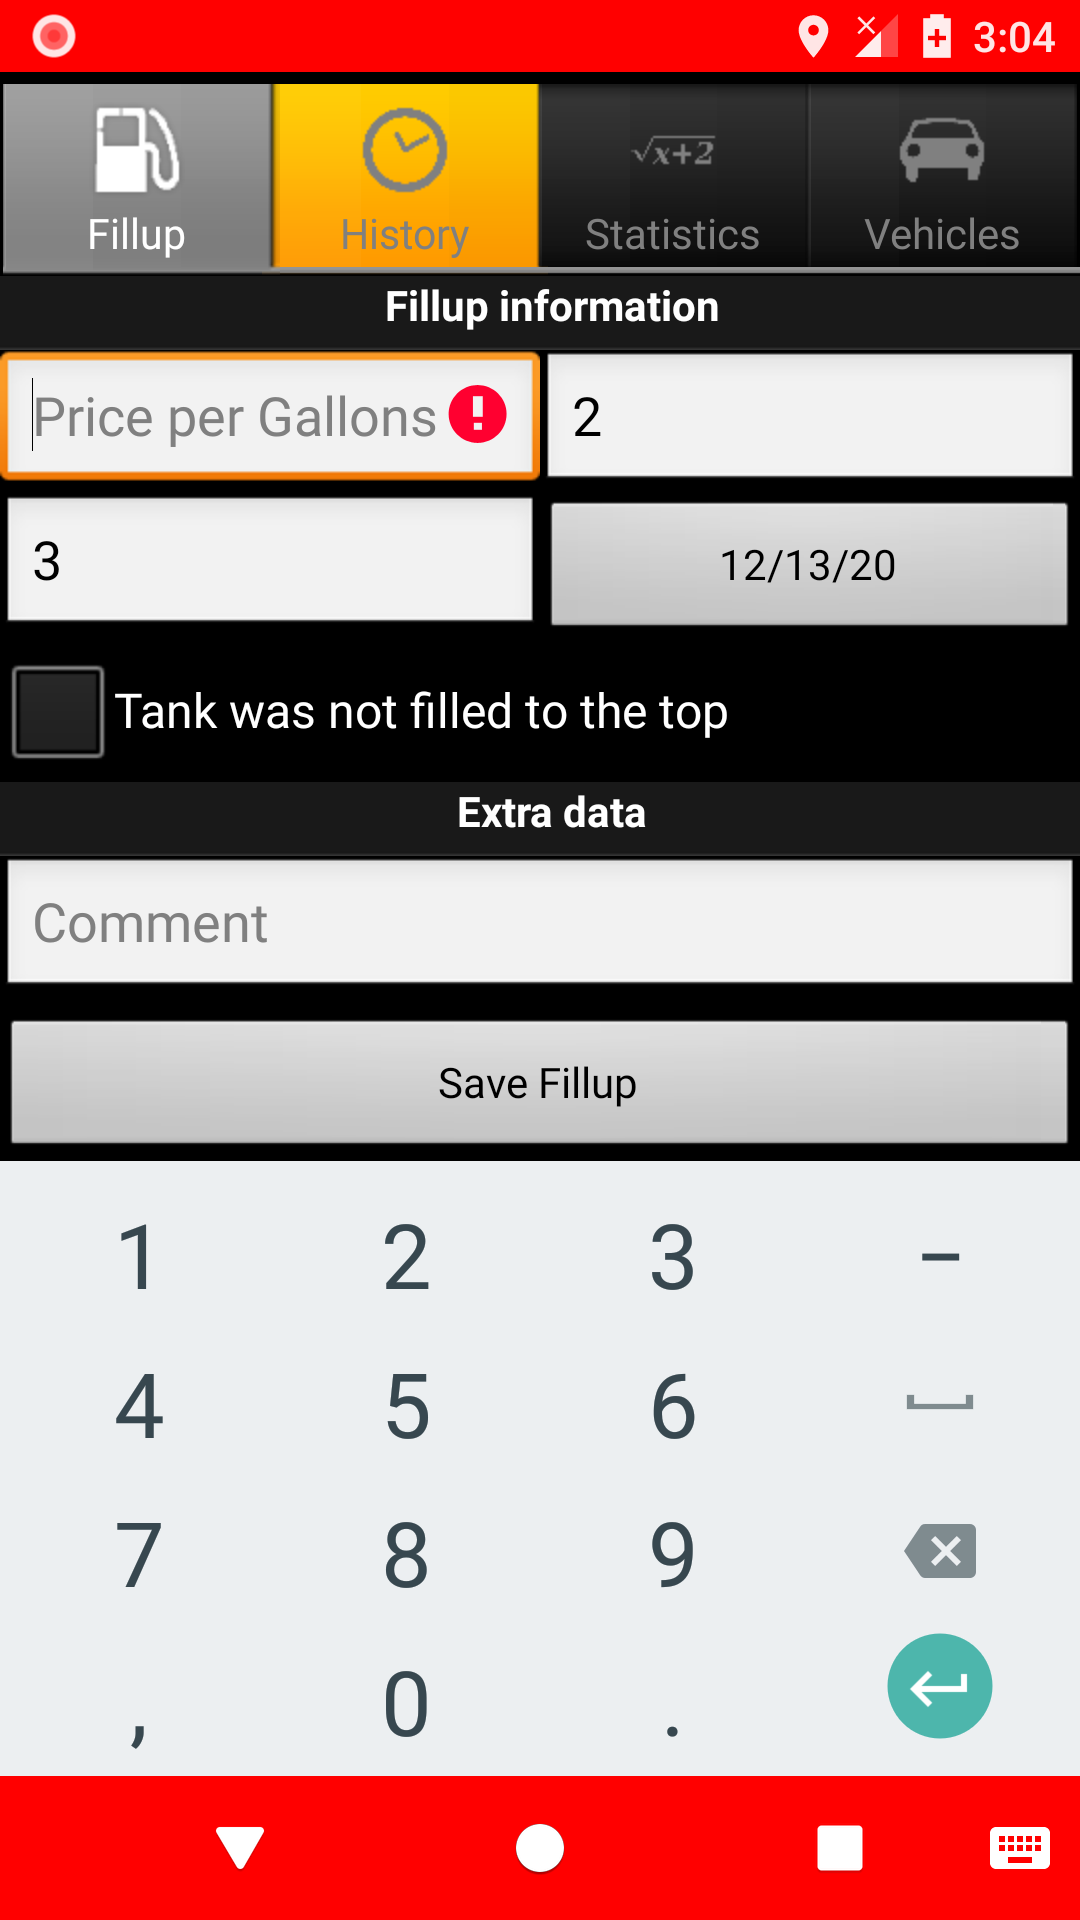 3:04
Fillup
History
√x+2
Statistics
Vehicles
Fillup information
Price per Gallons
2
3
12/13/20
Tank was not filled to the top
Extra data
Comment
Save Fillup
1 2 3 –
4 5 6
7 8 9
, 0 .